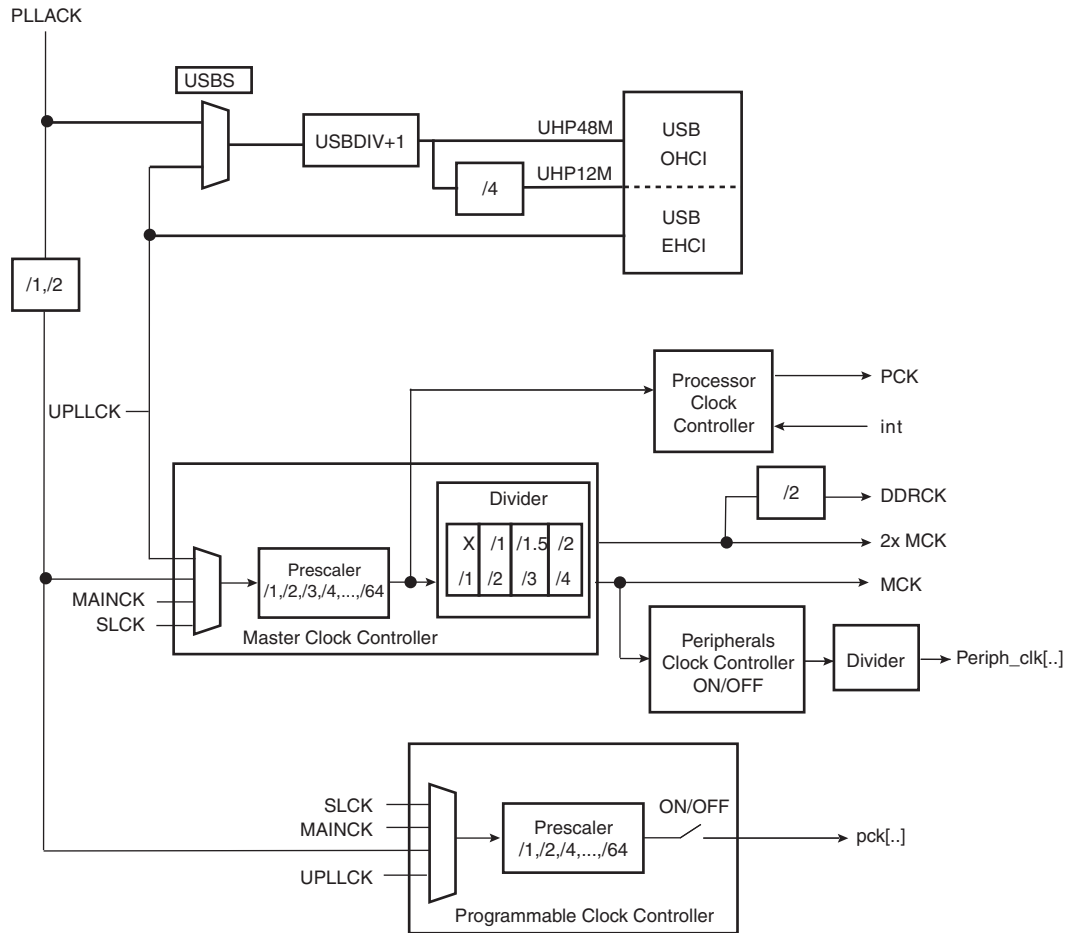 PLLACK
USBS
USBDIV+1
UHP48M
USB
OHCI
/4
UHP12M
USB
EHCI
/1,/2
UPLLCK
Processor
Clock
Controller
PCK
int
/2
DDRCK
Divider
X /1 /1.5 /2
/1 /2 /3 /4
2x MCK
MCK
Prescaler
/1,/2,/3,/4,...,/64
MAINCK
SLCK
Master Clock Controller
Peripherals
Clock Controller
ON/OFF
Divider
Periph_clk[..]
SLCK
MAINCK
UPLLCK
Prescaler
/1,/2,/4,...,/64
ON/OFF
pck[..]
Programmable Clock Controller